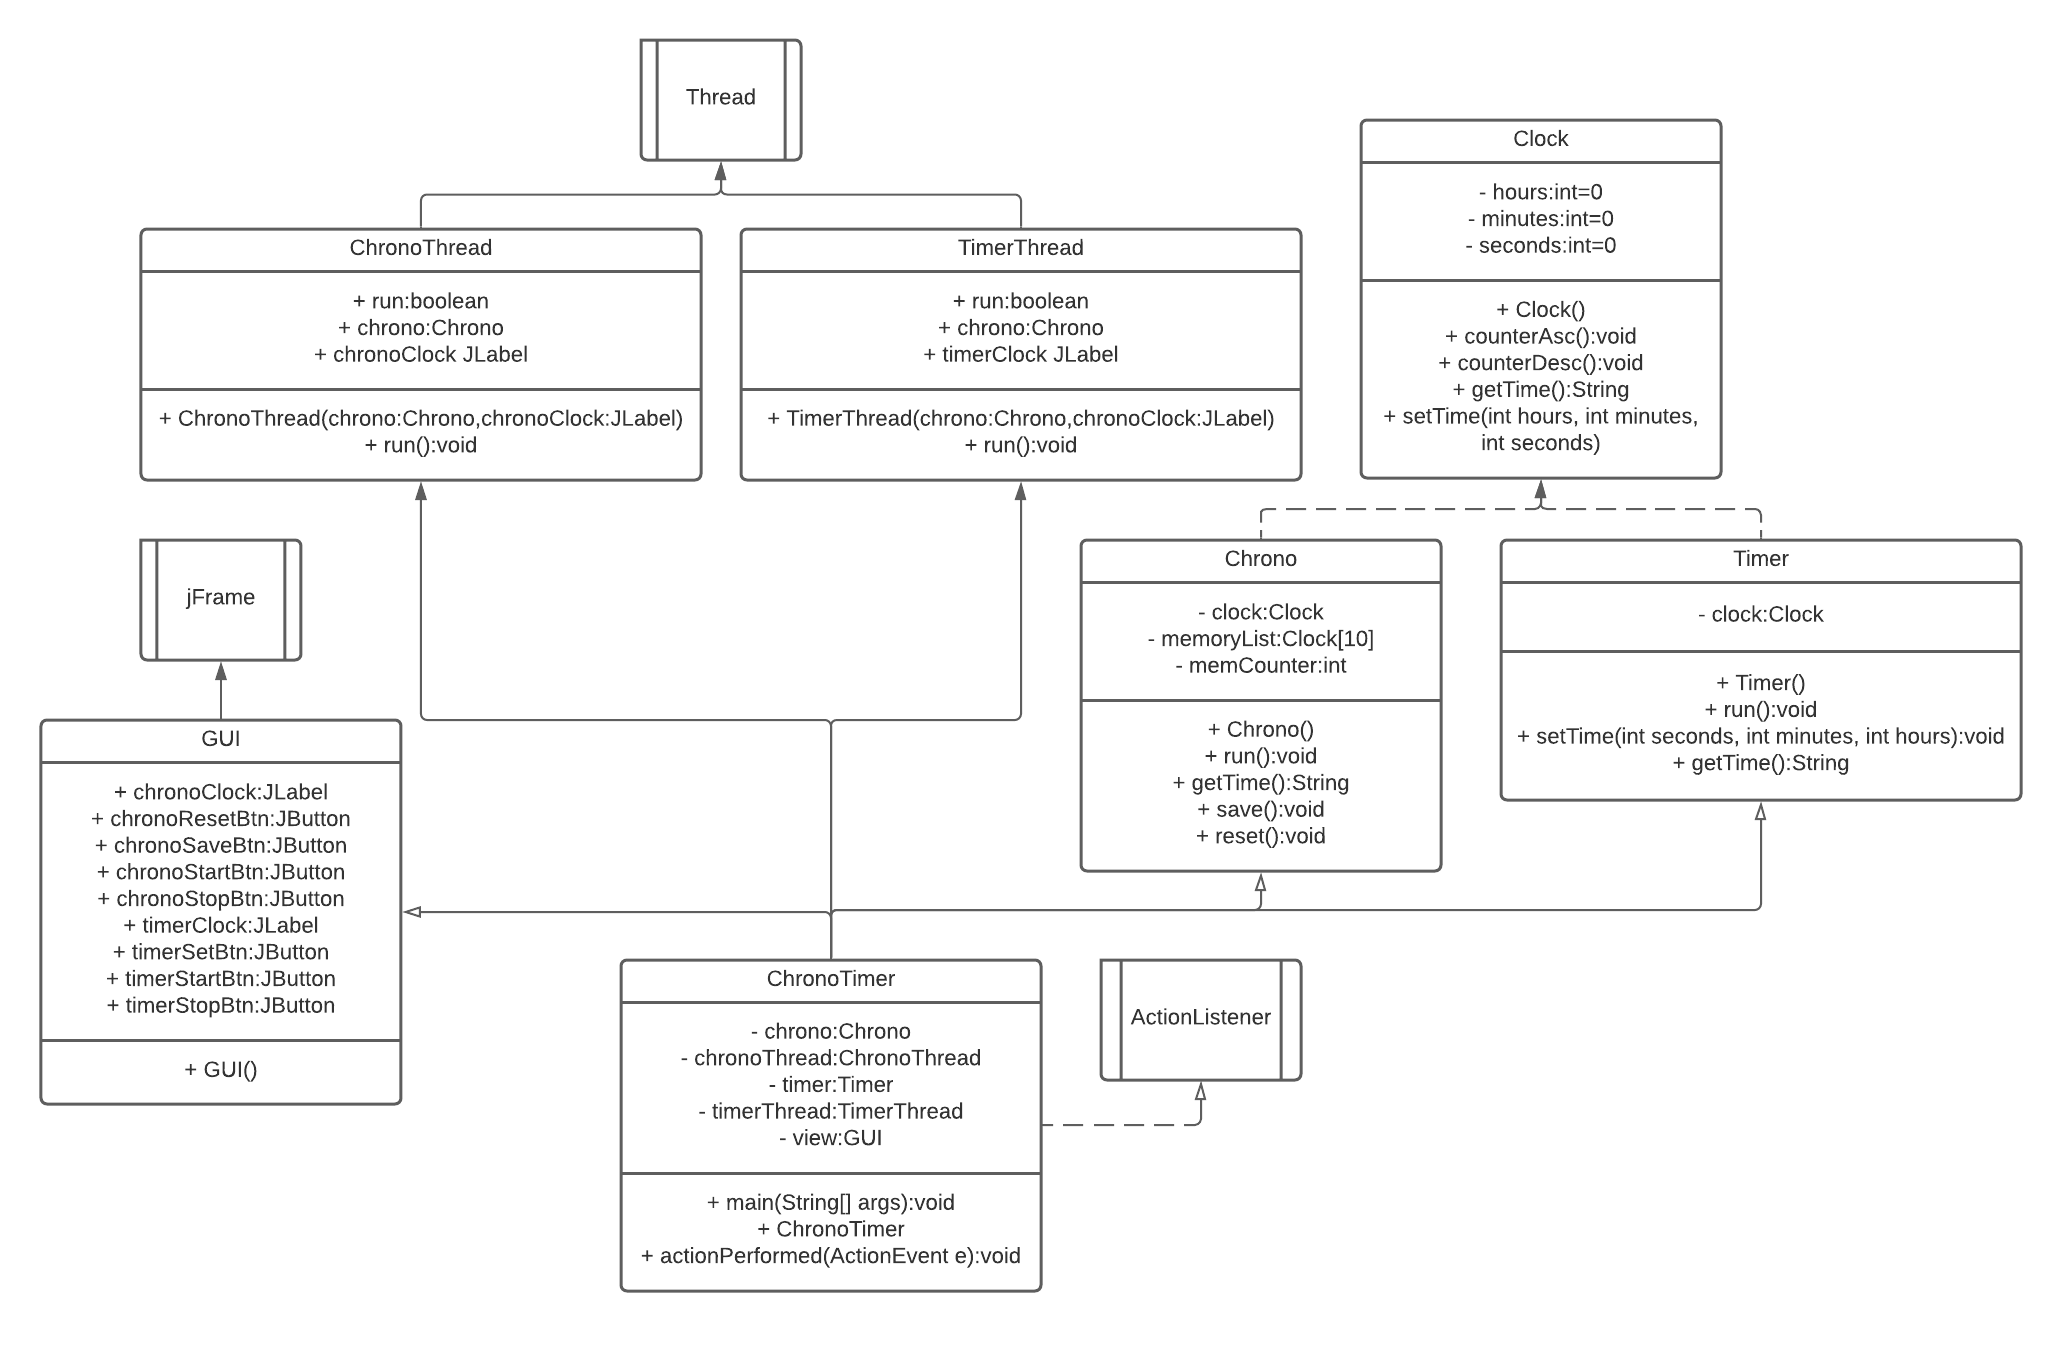 Thread
Clock
- hours:int=0
- minutes:int=0
- seconds:int=0
+ Clock()
+ counterAsc():void
+ counterDesc():void
+ getTime():String
+ setTime(int hours, int minutes,
int seconds)
ChronoThread
+ run:boolean
+ chrono:Chrono
+ chronoClock JLabel
+ ChronoThread(chrono:Chrono,chronoClock:JLabel)
+ run():void
TimerThread
+ run:boolean
+ chrono:Chrono
+ timerClock JLabel
+ TimerThread(chrono:Chrono,chronoClock:JLabel)
+ run():void
jFrame
Chrono
- clock:Clock
- memoryList:Clock[10]
- memCounter:int
+ Chrono()
+ run():void
+ getTime():String
+ save():void
+ reset():void
Timer
- clock:Clock
+ Timer()
+ run():void
+ setTime(int seconds, int minutes, int hours):void
+ getTime():String
GUI
+ chronoClock:JLabel
+ chronoResetBtn:JButton
+ chronoSaveBtn:JButton
+ chronoStartBtn:JButton
+ chronoStopBtn:JButton
+ timerClock:JLabel
+ timerSetBtn:JButton
+ timerStartBtn:JButton
+ timerStopBtn:JButton
+ GUI()
ChronoTimer
- chrono:Chrono
- chronoThread:ChronoThread
- timer:Timer
- timerThread:TimerThread
- view:GUI
+ main(String[] args):void
+ ChronoTimer
+ actionPerformed(ActionEvent e):void
ActionListener